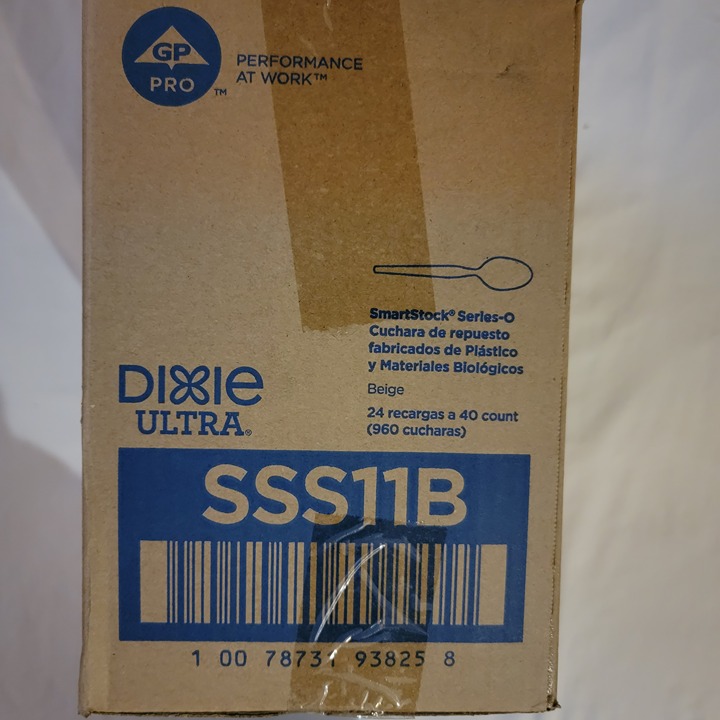 GP
PRO
™
PERFORMANCE
AT WORK™
SmartStock® Series-O
Cuchara de repuesto
fabricados de Plástico
y Materiales Biológicos
Beige
24 recargas a 40 count
(960 cucharas)
DIXIE
ULTRA®
SSS11B
1 00 78731 93825 8